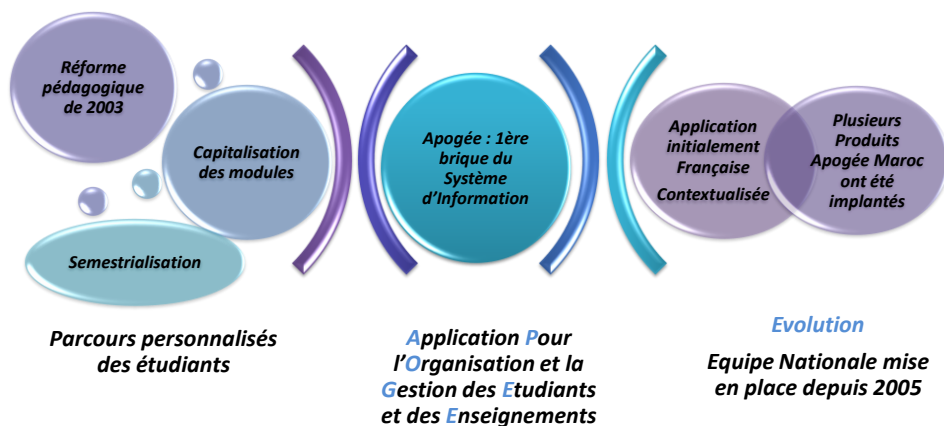 Réforme
pédagogique
de 2003
Capitalisation
des modules
Semestrialisation
Parcours personnalisés
des étudiants
Apogée : 1ère
brique du
Système
d’Information
Application Pour
l’Organisation et la
Gestion des Etudiants
et des Enseignements
Application
initialement
Française
Contextualisée
Plusieurs
Produits
Apogée Maroc
ont été
implantés
Evolution
Equipe Nationale mise
en place depuis 2005